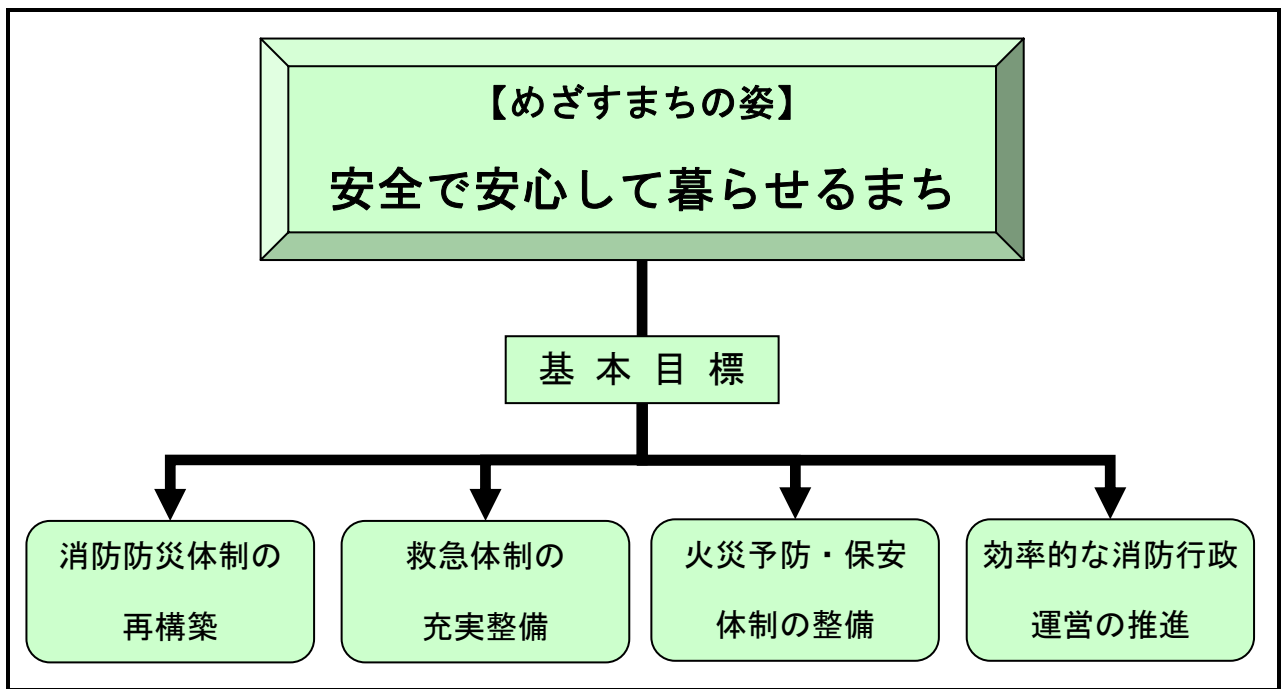 【めざすまちの姿】
安全で安心して暮らせるまち
基 本 目 標
消防防災体制の
再構築
救急体制の
充実整備
火災予防・保安
体制の整備
効率的な消防行政
運営の推進